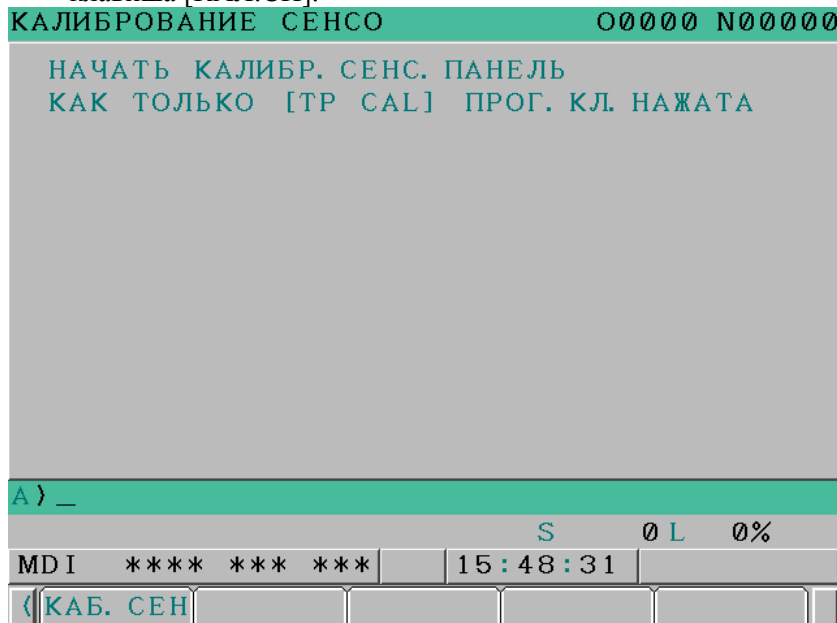 КАЛИБРОВАНИЕ СЕНСО O0000 N00000
НАЧАТЬ КАЛИБР. СЕНС. ПАНЕЛЬ
КАК ТОЛЬКО [TP CAL] ПРОГ. КЛ. НАЖАТА
A)_
S 0 L 0%
MDI **** *** *** 15:48:31
(КАБ. СЕН